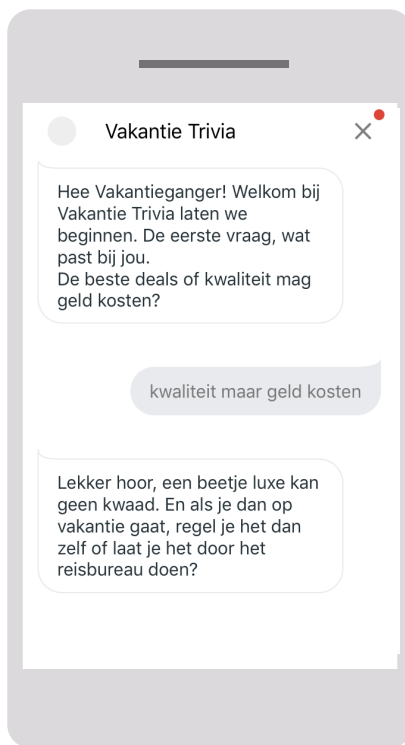 Vakantie Trivia
Hee Vakantieganger! Welkom bij
Vakantie Trivia laten we
beginnen. De eerste vraag, wat
past bij jou.
De beste deals of kwaliteit mag
geld kosten?
kwaliteit maar geld kosten
Lekker hoor, een beetje luxe kan
geen kwaad. En als je dan op
vakantie gaat, regel je het dan
zelf of laat je het door het
reisbureau doen?